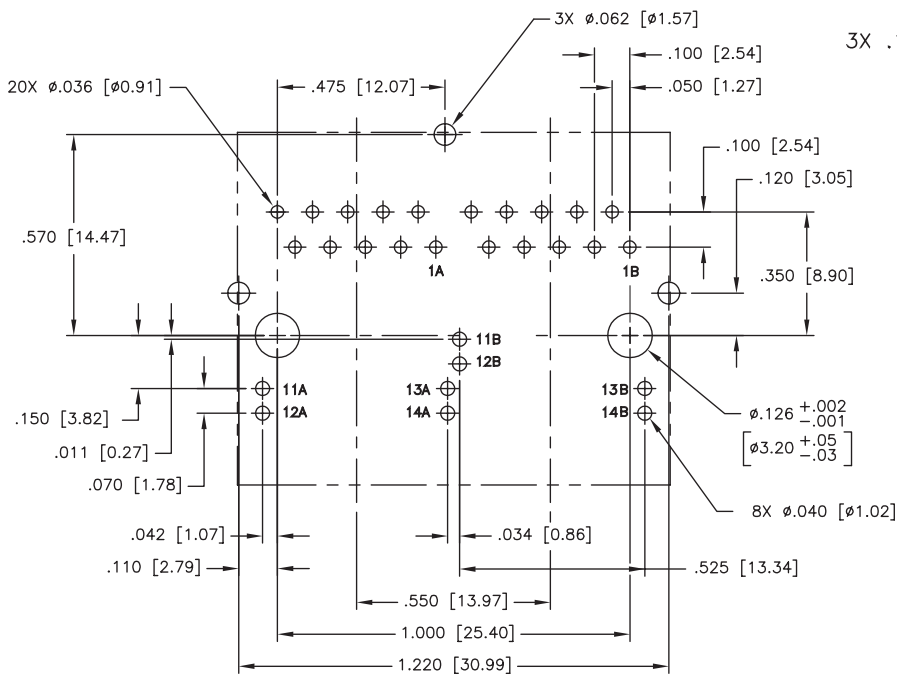 3X ø.062 [ø1.57]
3X .
.100 [2.54]
20X ø.036 [ø0.91]
.475 [12.07]
.050 [1.27]
.100 [2.54]
.120 [3.05]
.570 [14.47]
1A
1B
.350 [8.90]
11B
12B
11A
13A
13B
12A
14A
14B
.150 [3.82]
ø.126 +.002 -.001
[ø3.20 +.05 -.03]
.011 [0.27]
.070 [1.78]
8X ø.040 [ø1.02]
.042 [1.07]
.034 [0.86]
.110 [2.79]
.525 [13.34]
.550 [13.97]
1.000 [25.40]
1.220 [30.99]